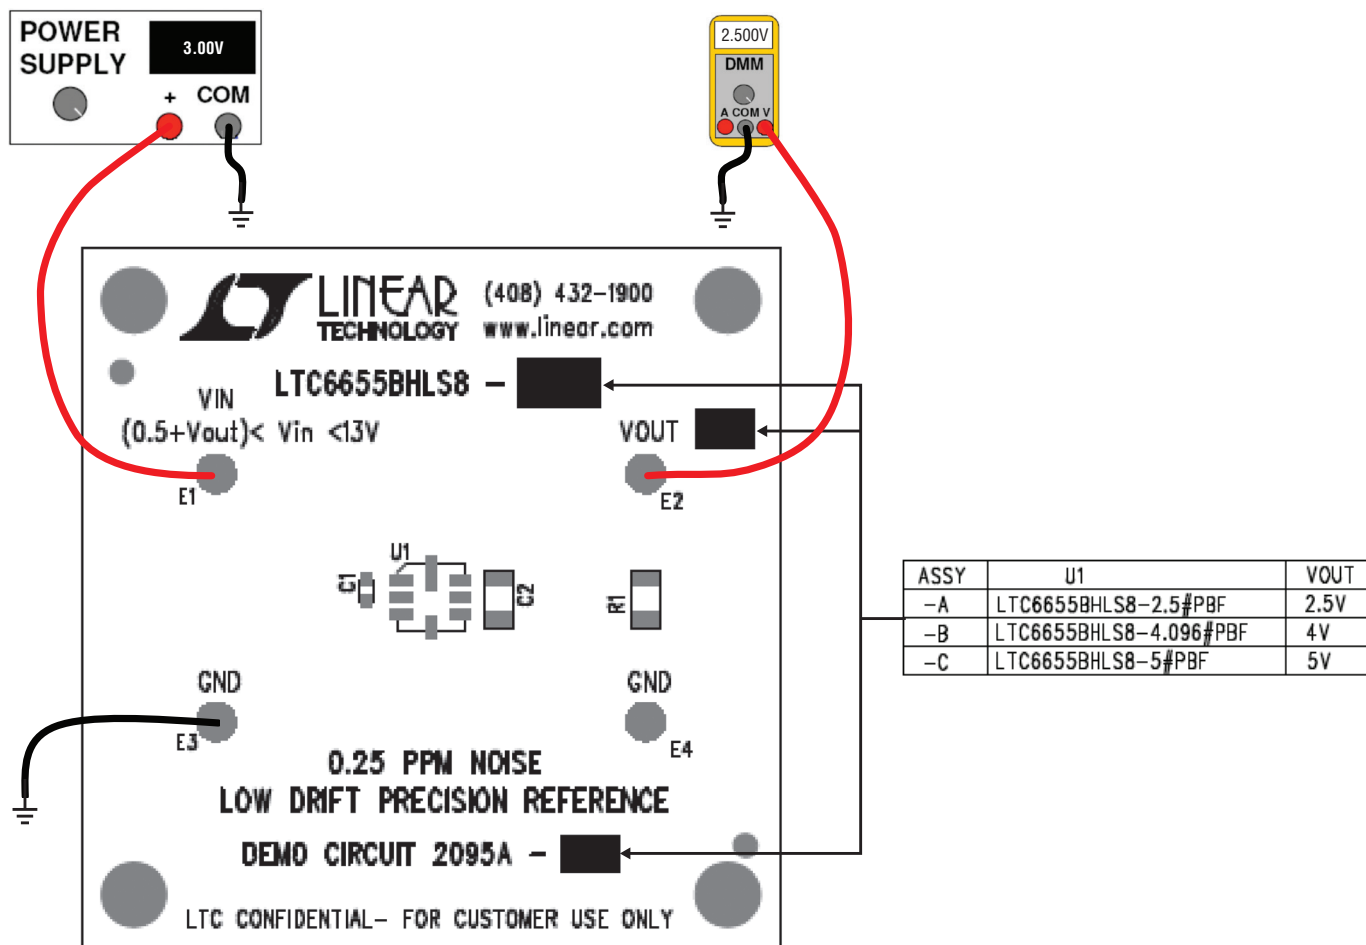 POWER
SUPPLY
3.00V
+ COM
2.500V
DMM
A COM V
LINEAR
TECHNOLOGY
(408) 432-1900
www.linear.com
LTC6655BHLS8 -
VIN
(0.5+Vout)< Vin <13V
VOUT
E1
E2
U1
C1
C2
R1
ASSY U1 VOUT
-A LTC6655BHLS8-2.5#PBF 2.5V
-B LTC6655BHLS8-4.096#PBF 4V
-C LTC6655BHLS8-5#PBF 5V
GND
GND
E3
E4
0.25 PPM NOISE
LOW DRIFT PRECISION REFERENCE
DEMO CIRCUIT 2095A -
LTC CONFIDENTIAL- FOR CUSTOMER USE ONLY